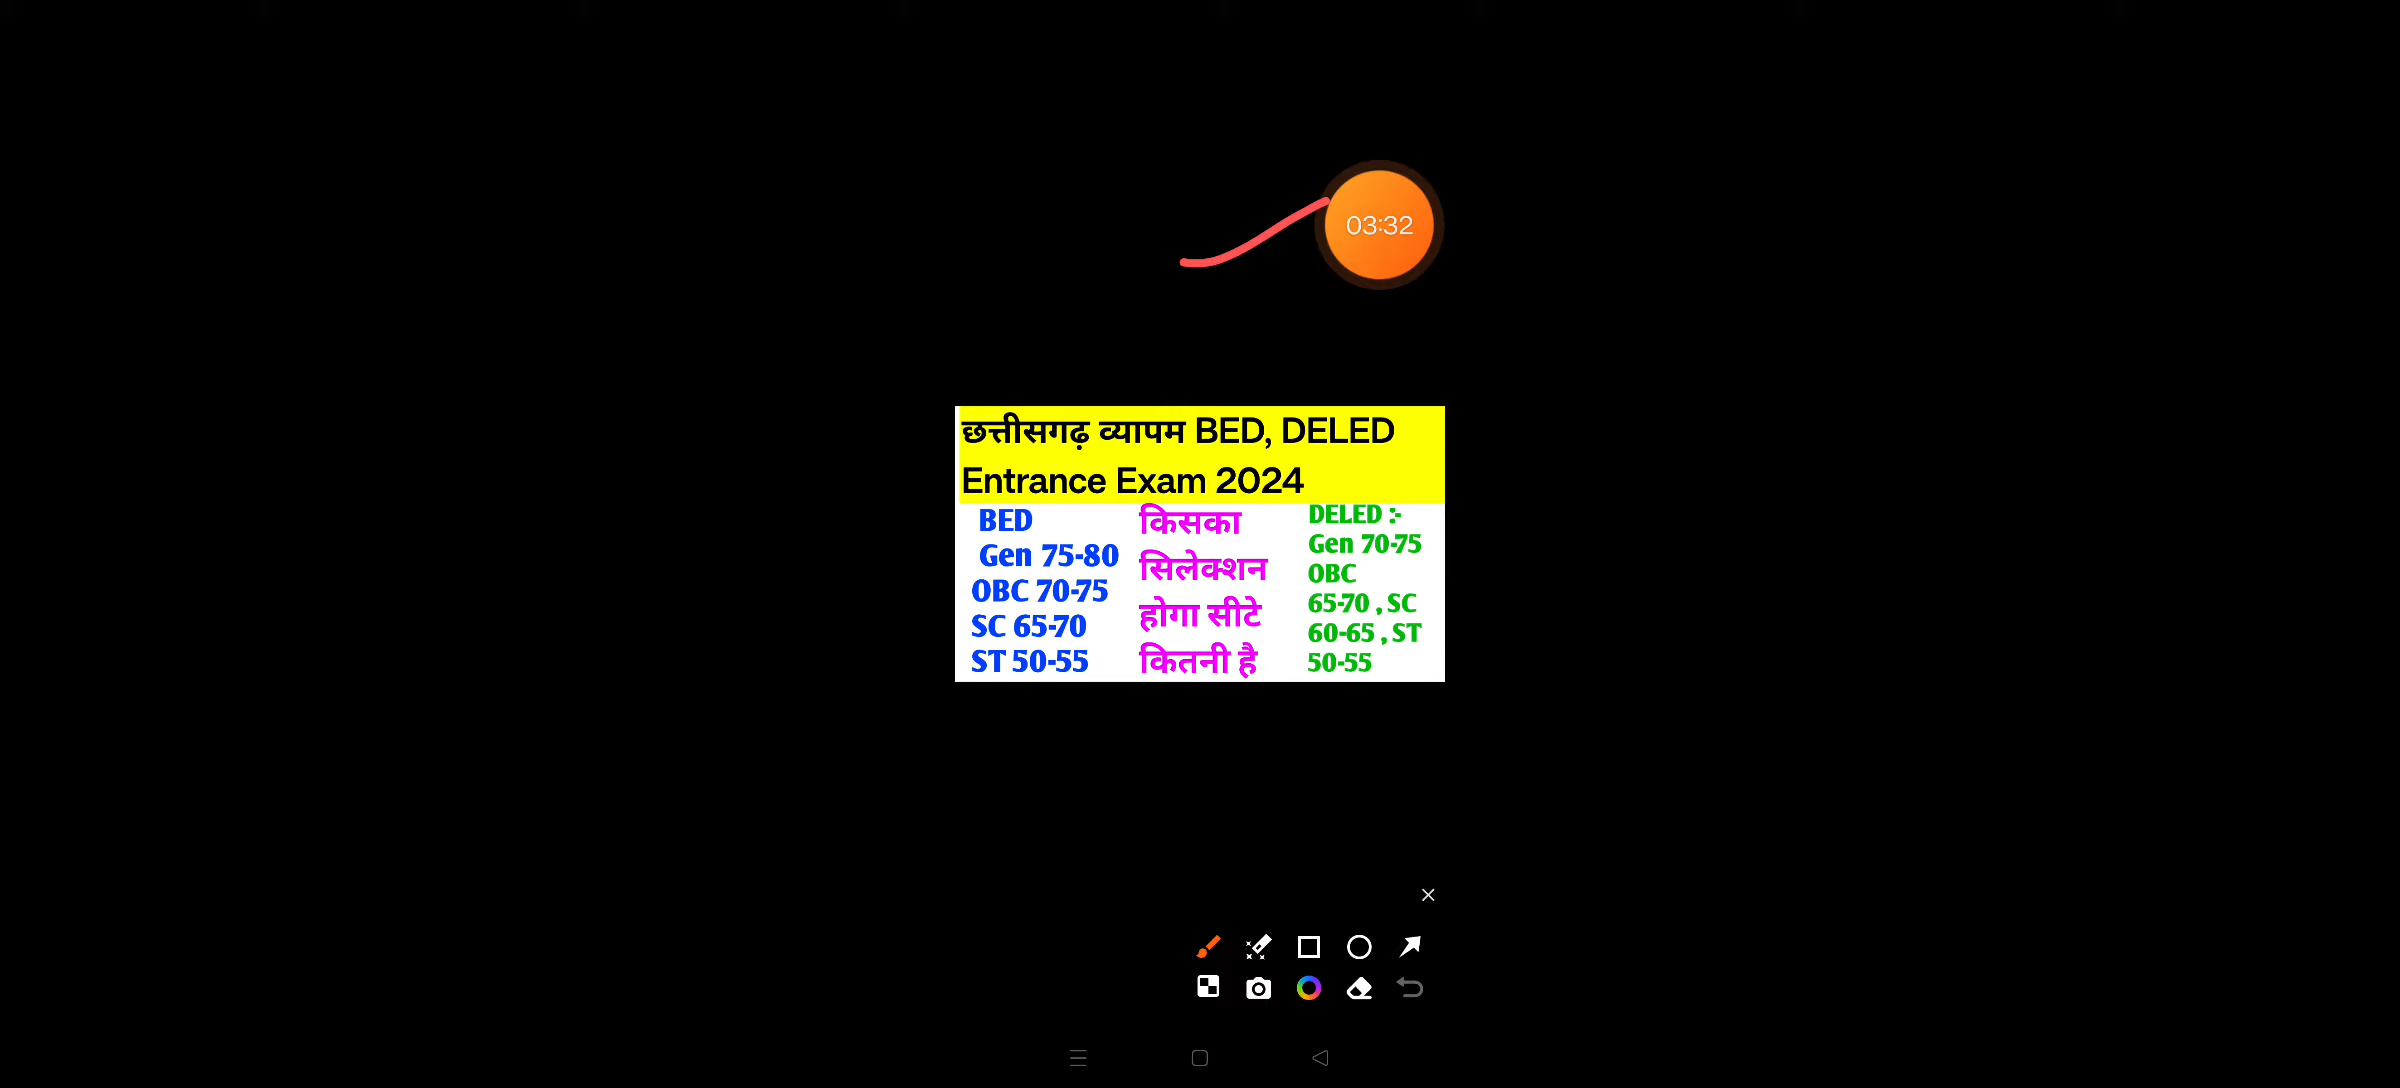 03:32
छत्तीसगढ़ व्यापम BED, DELED
Entrance Exam 2024
BED
Gen 75-80
OBC 70-75
SC 65-70
ST 50-55
किसका
सिलेक्शन
होगा सीटे
कितनी है
DELED :-
Gen 70-75
OBC
65-70 , SC
60-65 , ST
50-55